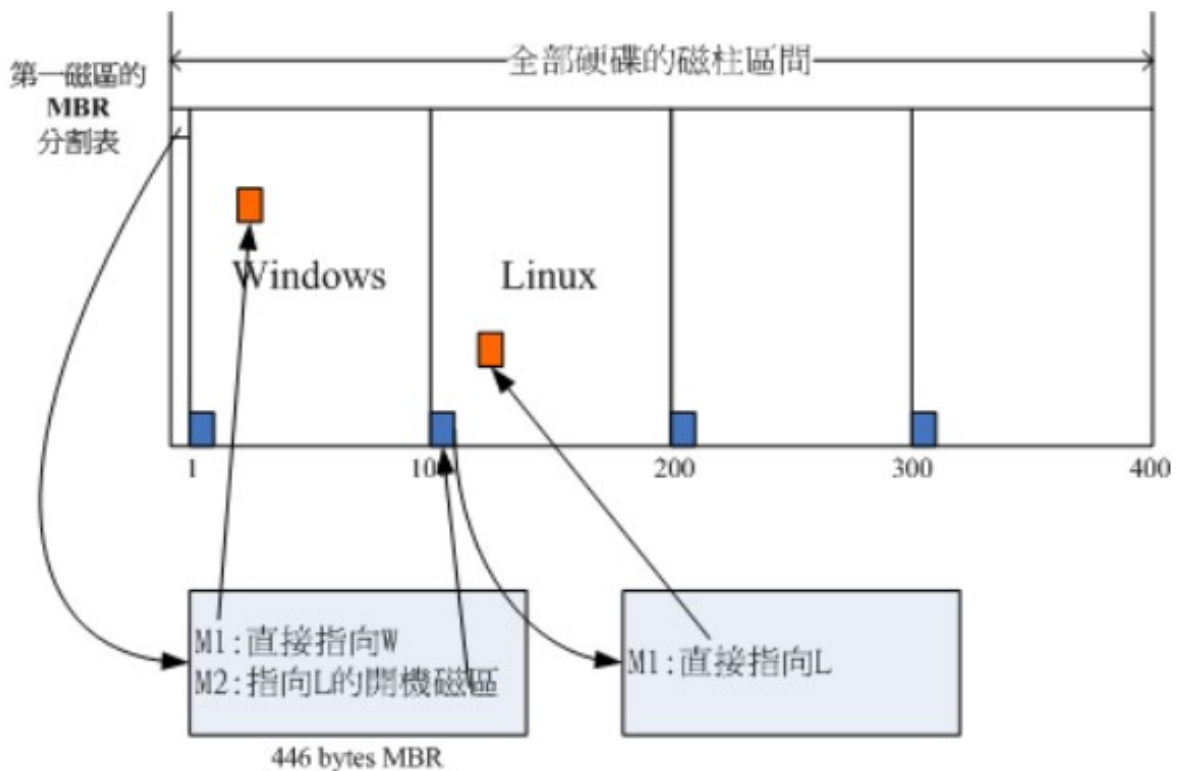 全部硬碟的磁柱區間
第一磁區的
MBR
分割表
Windows
Linux
1
100
200
300
400
M1:直接指向W
M2:指向L的開機磁區
446 bytes MBR
M1:直接指向L